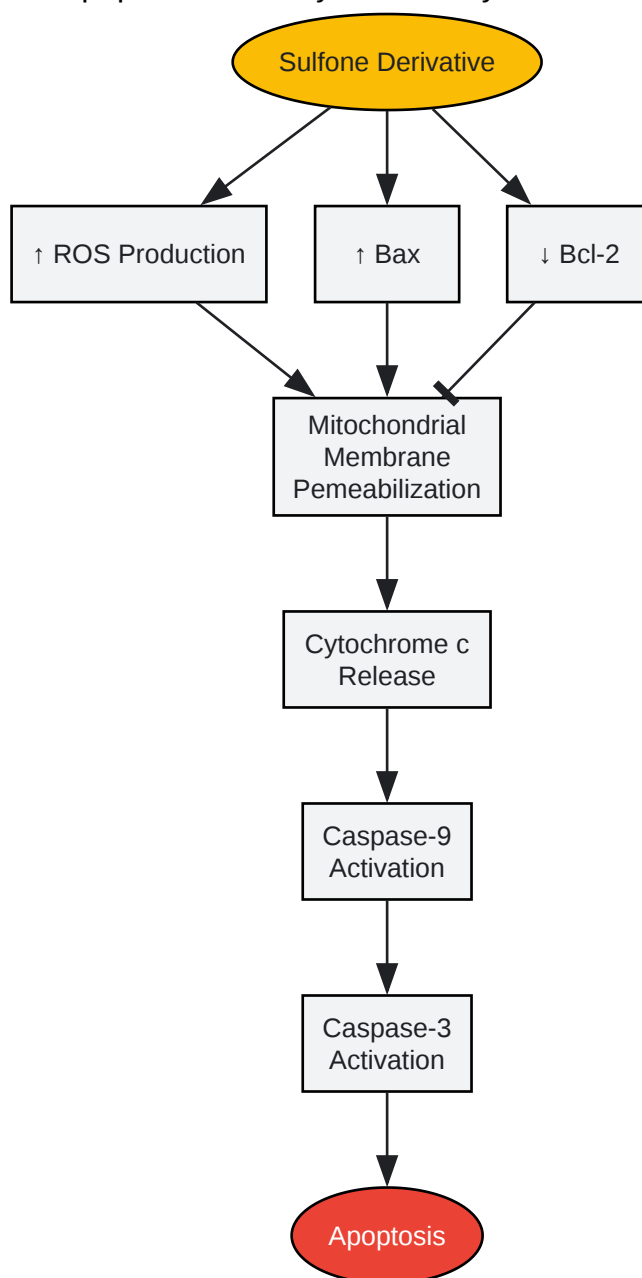 Sulfone Derivative
↑ ROS Production
↑ Bax
↓ Bcl-2
Mitochondrial
Membrane
Pemeabilization
Cytochrome c
Release
Caspase-9
Activation
Caspase-3
Activation
Apoptosis